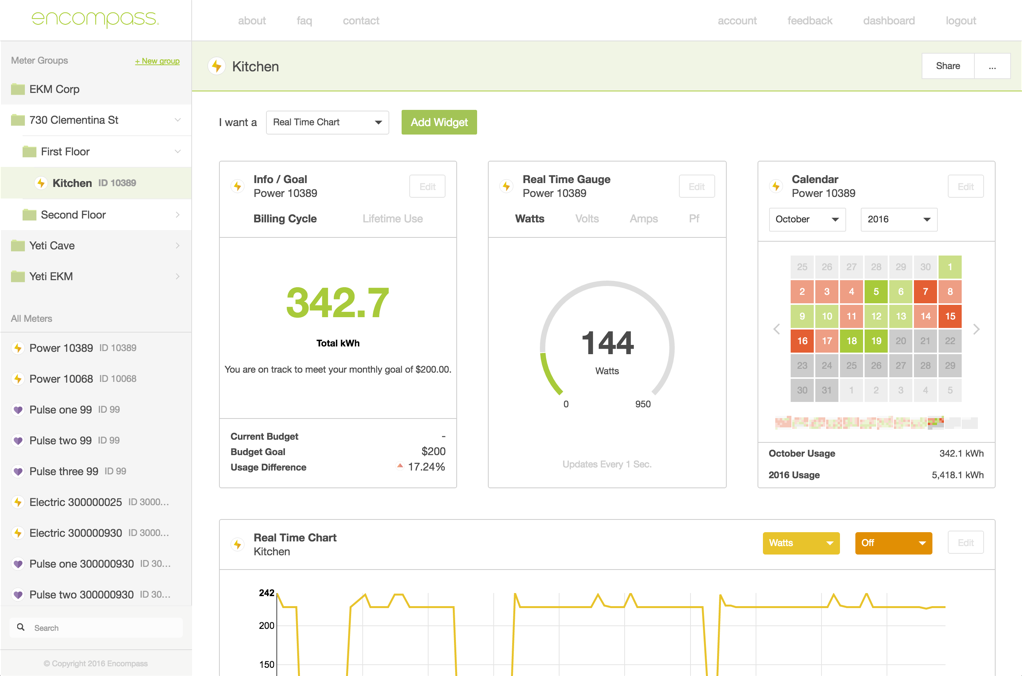 encompass.
about faq contact account feedback dashboard logout
Meter Groups + New group
EKM Corp
730 Clementina St
First Floor
Kitchen ID 10389
Second Floor
Yeti Cave
Yeti EKM
All Meters
Power 10389 ID 10389
Power 10068 ID 10068
Pulse one 99 ID 99
Pulse two 99 ID 99
Pulse three 99 ID 99
Electric 300000025 ID 3000...
Electric 300000930 ID 3000...
Pulse one 300000930 ID 30...
Pulse two 300000930 ID 30...
Search
© Copyright 2016 Encompass
Kitchen Share ...
I want a Real Time Chart Add Widget
Info / Goal
Power 10389
Edit
Billing Cycle Lifetime Use
342.7
Total kWh
You are on track to meet your monthly goal of $200.00.
Current Budget -
Budget Goal $200
Usage Difference 17.24%
Real Time Gauge
Power 10389
Edit
Watts Volts Amps Pf
144
Watts
0 950
Updates Every 1 Sec.
Calendar
Power 10389
Edit
October 2016
25 26 27 28 29 30 1
2 3 4 5 6 7 8
9 10 11 12 13 14 15
16 17 18 19 20 21 22
23 24 25 26 27 28 29
30 31 1 2 3 4 5
October Usage 342.1 kWh
2016 Usage 5,418.1 kWh
Real Time Chart
Kitchen
Watts Off Edit
242
200
150